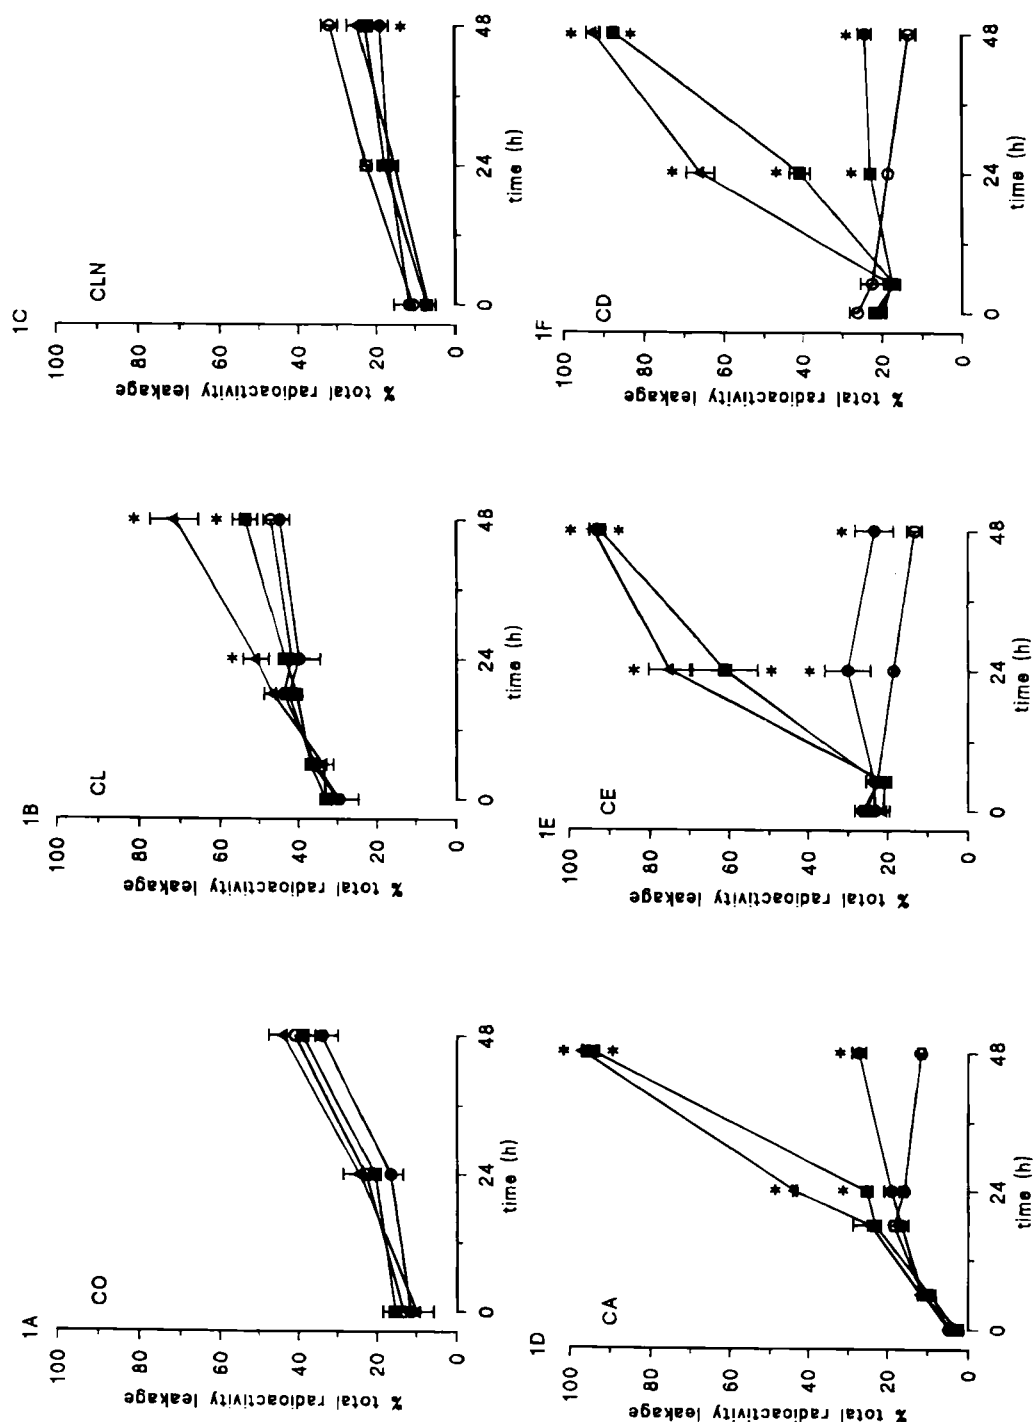 1A
CO
% total radioactivity leakage
100
80
60
40
20
0
0
24
48
time (h)
1B
CL
% total radioactivity leakage
100
80
60
40
20
0
* * *
0
24
48
time (h)
1C
CLN
% total radioactivity leakage
100
80
60
40
20
0
*
0
24
48
time (h)
1D
CA
% total radioactivity leakage
100
80
60
40
20
0
* * * * *
0
24
48
time (h)
1E
CE
% total radioactivity leakage
100
80
60
40
20
0
* * * * * *
0
24
48
time (h)
1F
CD
% total radioactivity leakage
100
80
60
40
20
0
* * * * * *
0
24
48
time (h)